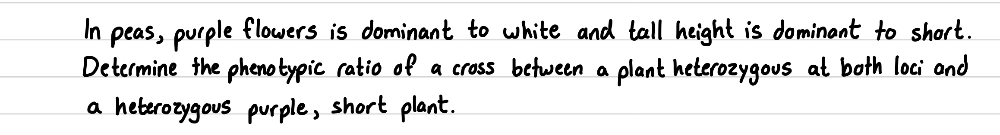 In peas, purple flowers is dominant to white and tall height is dominant to short.
Determine the phenotypic ratio of a cross between a plant heterozygous at both loci and
a heterozygous purple, short plant.